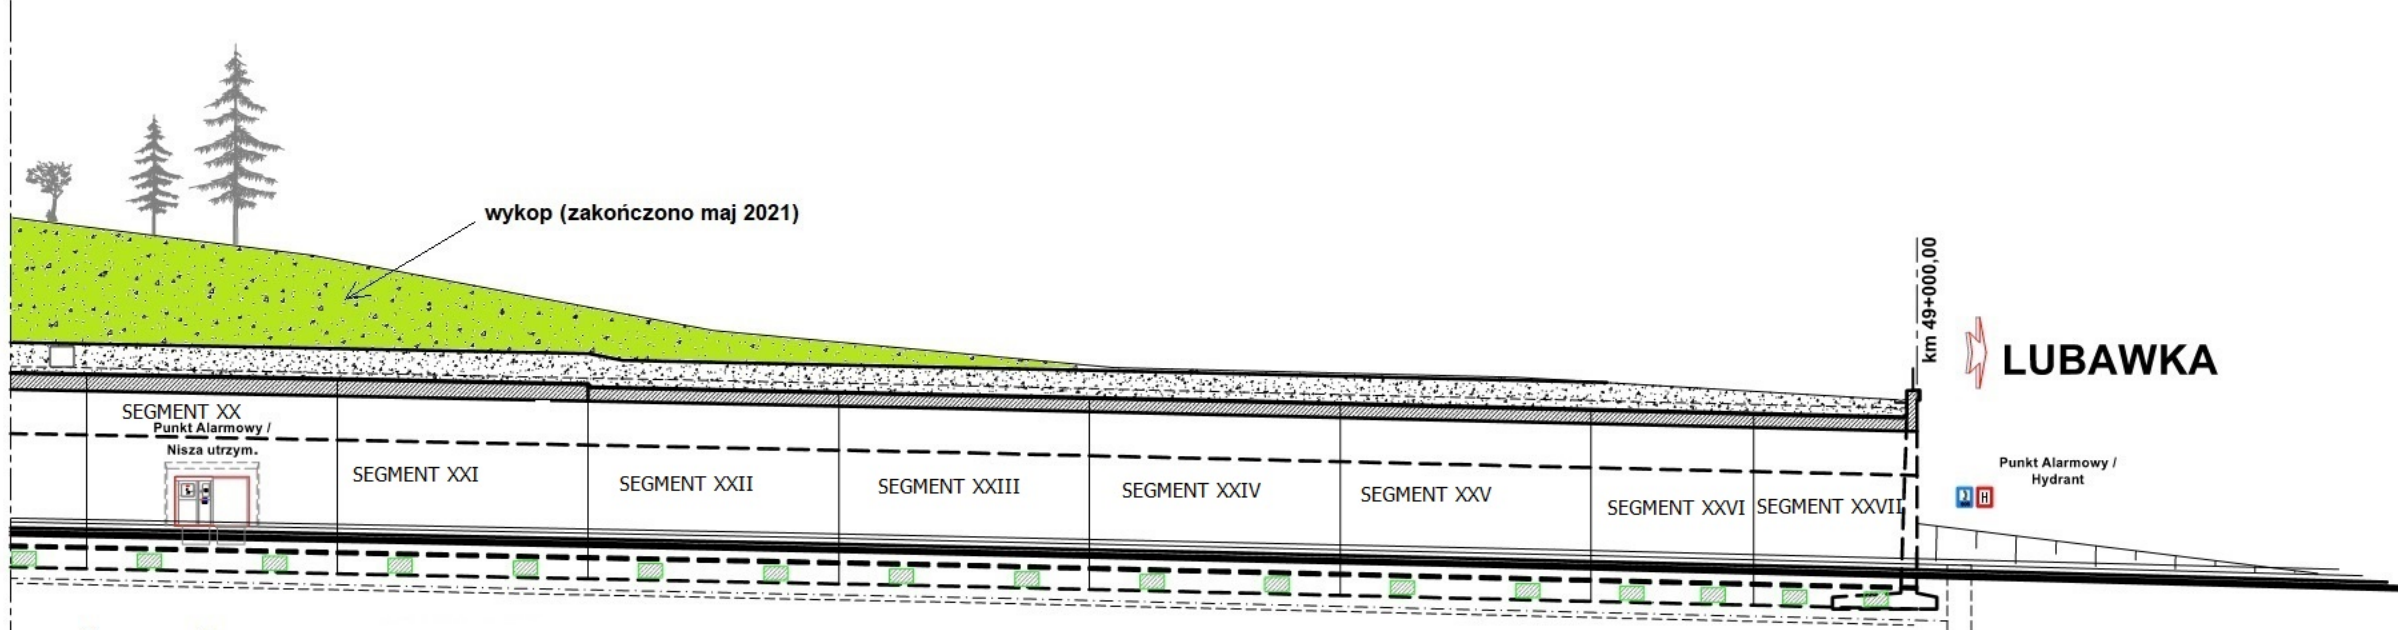 wykop (zakończono maj 2021)
km 49+000,00
LUBAWKA
SEGMENT XX
Punkt Alarmowy /
Nisza utrzym.
SEGMENT XXI
SEGMENT XXII
SEGMENT XXIII
SEGMENT XXIV
SEGMENT XXV
SEGMENT XXVI
SEGMENT XXVII
Punkt Alarmowy /
Hydrant
H